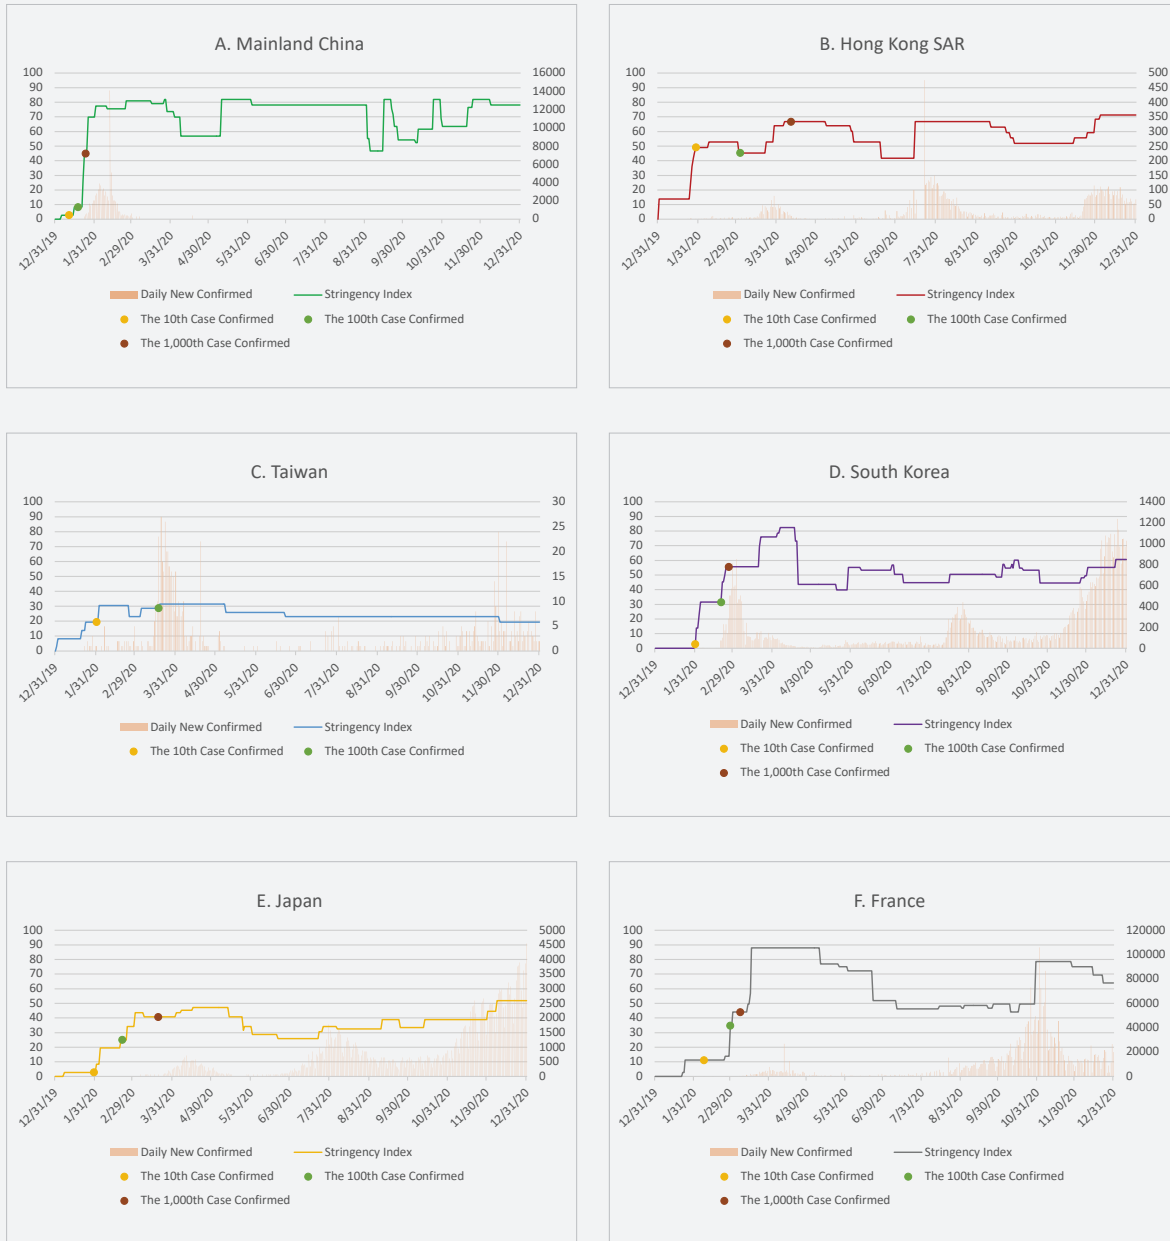 A. Mainland China
100 16000
90 14000
80 12000
70 10000
60 8000
50 6000
40 4000
30 2000
20 0
10
0
12/31/19 1/31/20 2/29/20 3/31/20 4/30/20 5/31/20 6/30/20 7/31/20 8/31/20 9/30/20 10/31/20 11/30/20 12/31/20
Daily New Confirmed Stringency Index
The 10th Case Confirmed The 100th Case Confirmed
The 1,000th Case Confirmed
B. Hong Kong SAR
100 500
90 450
80 400
70 350
60 300
50 250
40 200
30 150
20 100
10 50
0 0
12/31/19 1/31/20 2/29/20 3/31/20 4/30/20 5/31/20 6/30/20 7/31/20 8/31/20 9/30/20 10/31/20 11/30/20 12/31/20
Daily New Confirmed Stringency Index
The 10th Case Confirmed The 100th Case Confirmed
The 1,000th Case Confirmed
C. Taiwan
100 30
90 25
80 20
70 15
60 10
50 5
40 0
30
20
10
0
12/31/19 1/31/20 2/29/20 3/31/20 4/30/20 5/31/20 6/30/20 7/31/20 8/31/20 9/30/20 10/31/20 11/30/20 12/31/20
Daily New Confirmed Stringency Index
The 10th Case Confirmed The 100th Case Confirmed
D. South Korea
100 1400
90 1200
80 1000
70 800
60 600
50 400
40 200
30 0
20
10
0
12/31/19 1/31/20 2/29/20 3/31/20 4/30/20 5/31/20 6/30/20 7/31/20 8/31/20 9/30/20 10/31/20 11/30/20 12/31/20
Daily New Confirmed Stringency Index
The 10th Case Confirmed The 100th Case Confirmed
The 1,000th Case Confirmed
E. Japan
100 5000
90 4500
80 4000
70 3500
60 3000
50 2500
40 2000
30 1500
20 1000
10 500
0 0
12/31/19 1/31/20 2/29/20 3/31/20 4/30/20 5/31/20 6/30/20 7/31/20 8/31/20 9/30/20 10/31/20 11/30/20 12/31/20
Daily New Confirmed Stringency Index
The 10th Case Confirmed The 100th Case Confirmed
The 1,000th Case Confirmed
F. France
100 120000
90 100000
80 80000
70 60000
60 40000
50 20000
40 0
30
20
10
0
12/31/19 1/31/20 2/29/20 3/31/20 4/30/20 5/31/20 6/30/20 7/31/20 8/31/20 9/30/20 10/31/20 11/30/20 12/31/20
Daily New Confirmed Stringency Index
The 10th Case Confirmed The 100th Case Confirmed
The 1,000th Case Confirmed